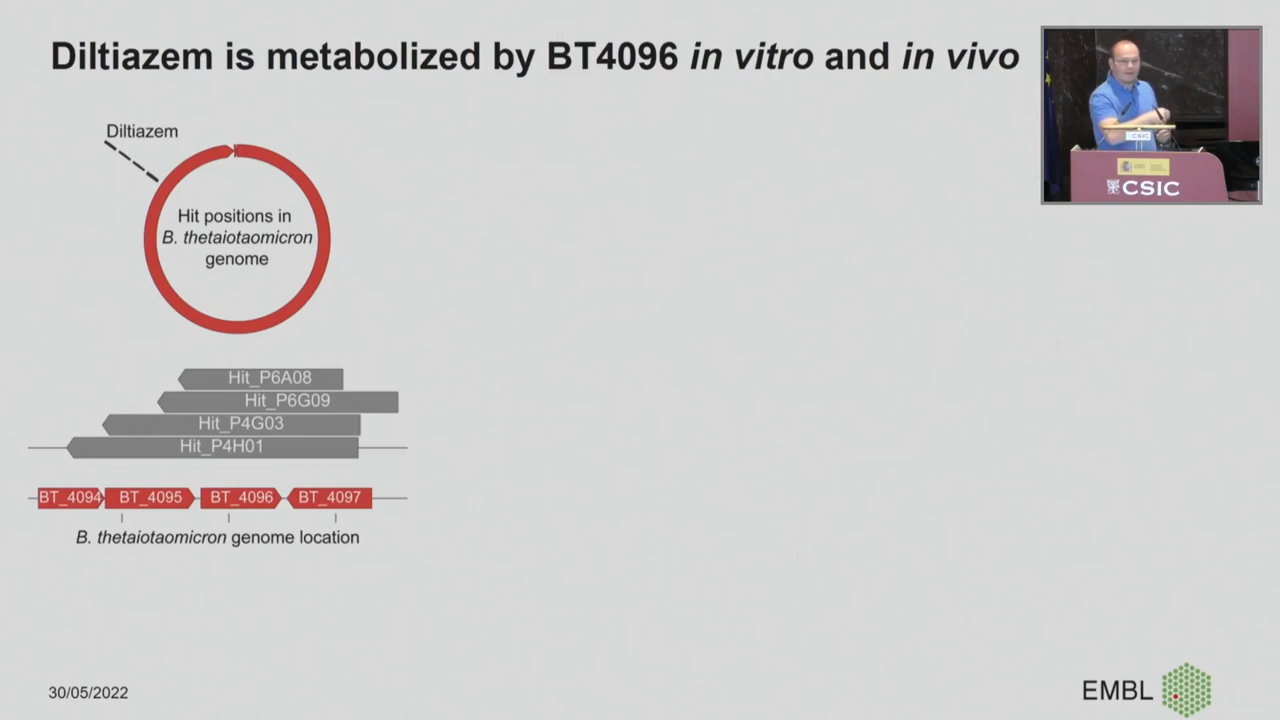 Diltiazem is metabolized by BT4096 in vitro and in vivo
Diltiazem
Hit positions in
B. thetaiotaomicron
genome
Hit_P6A08
Hit_P6G09
Hit_P4G03
Hit_P4H01
BT_4094 BT_4095 BT_4096 BT_4097
B. thetaiotaomicron genome location
CSIC
CSIC
30/05/2022
EMBL